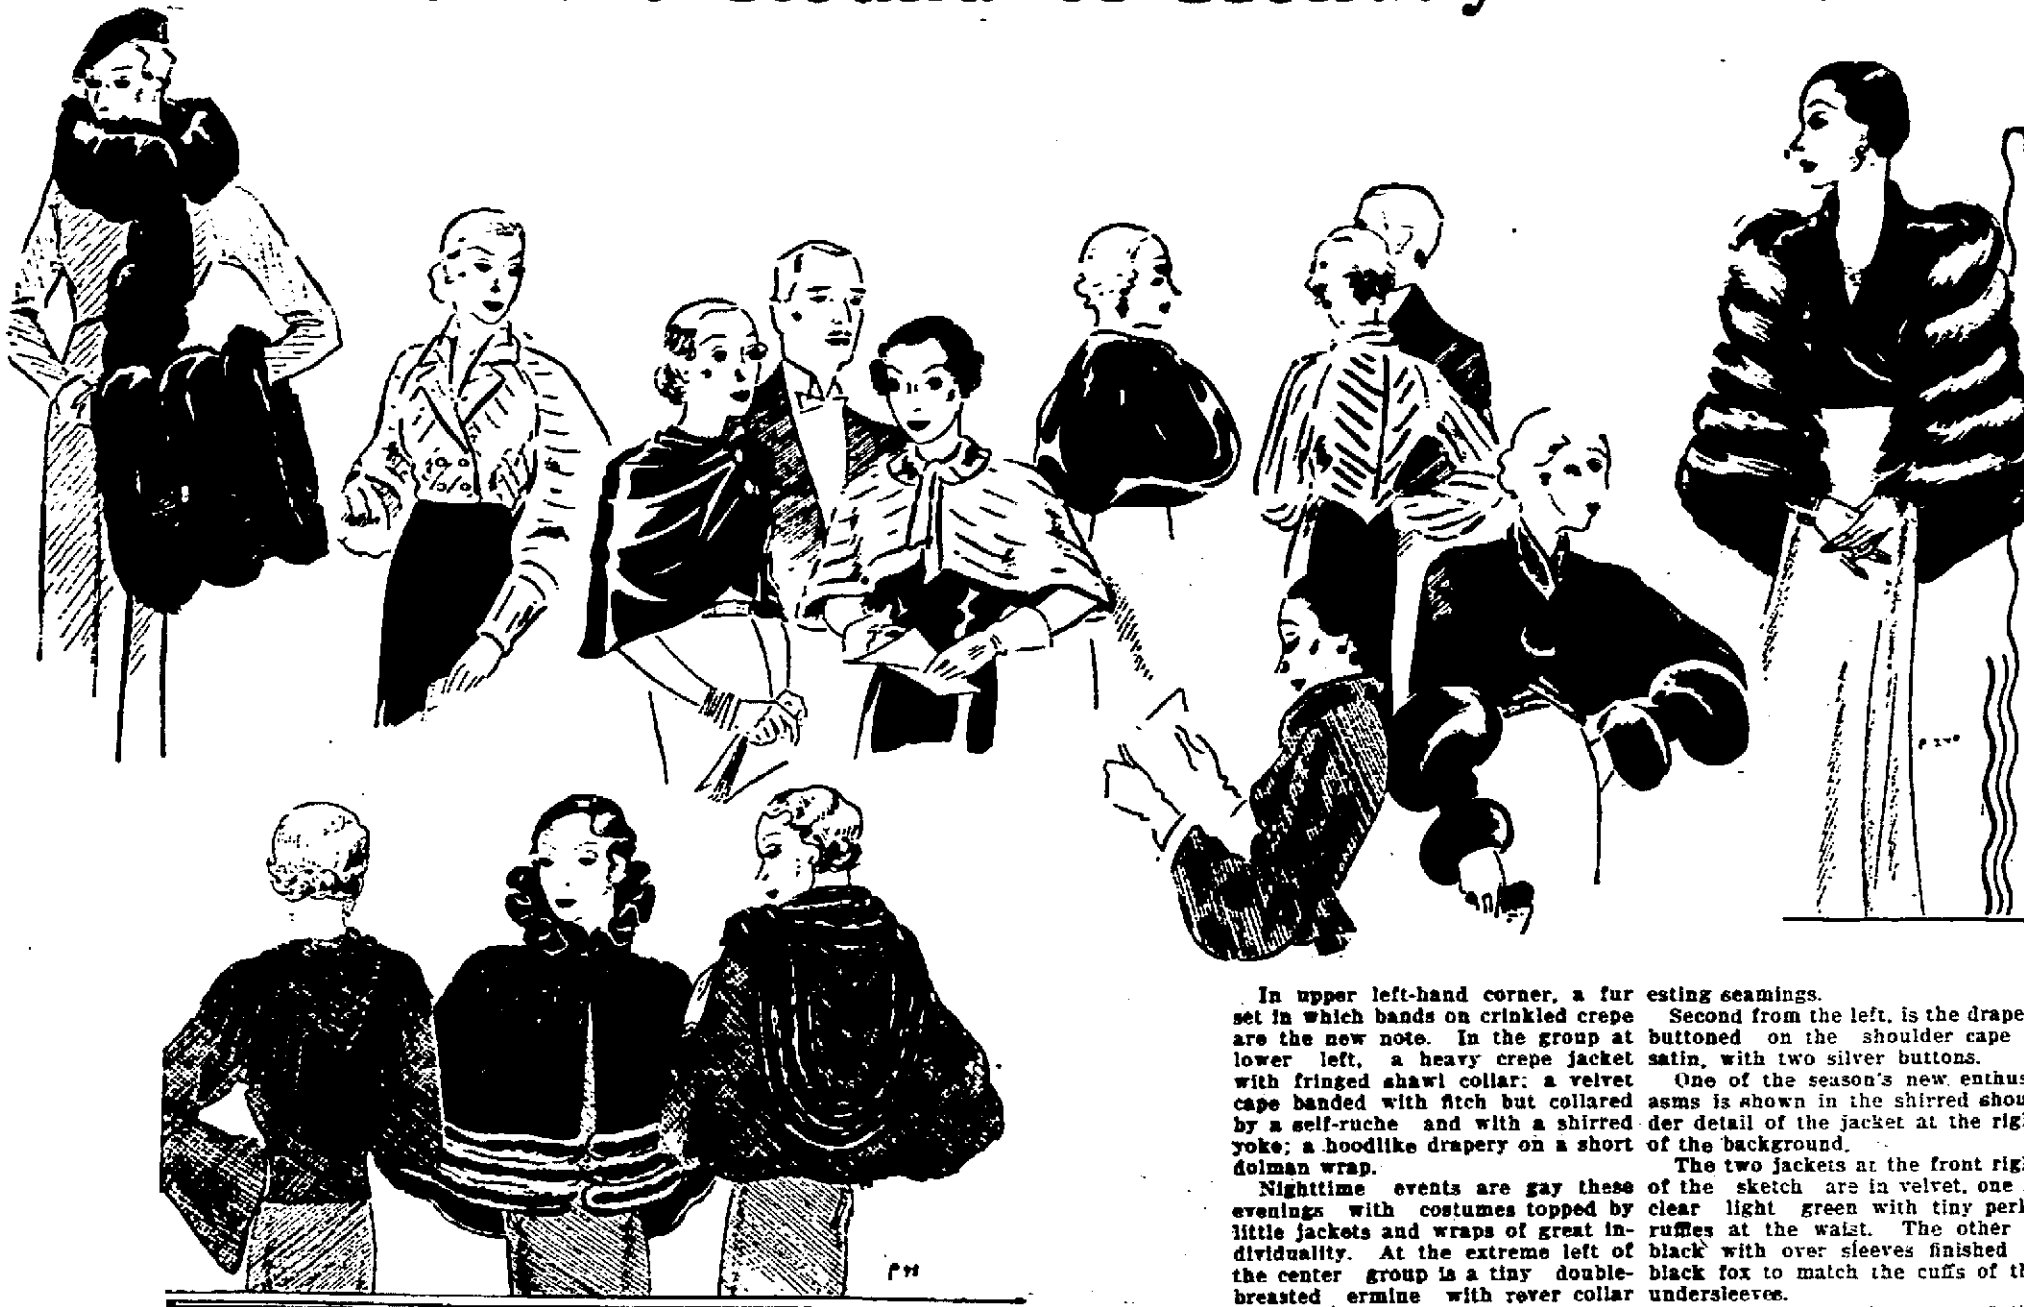 In upper left-hand corner, a fur
set in which bands on crinkled crepe
are the new note. In the group at
lower left, a heavy crepe jacket
with fringed shawl collar; a velvet
cape banded with fitch but collared
by a self-ruche and with a shirred
yoke; a hoodlike drapery on a short
dolman wrap.
Nighttime events are gay these
evenings with costumes topped by
little jackets and wraps of great in-
dividuality. At the extreme left of
the center group is a tiny double-
breasted ermine with rever collar
esting seamings.
Second from the left, is the drape
buttoned on the shoulder cape
satin, with two silver buttons.
One of the season's new enthus
asms is shown in the shirred shou
der detail of the jacket at the rig
of the background.
The two jackets at the front rig
of the sketch are in velvet, one
clear light green with tiny perk
ruffles at the waist. The other
black with over sleeves finished
black fox to match the cuffs of th
undersleeves.